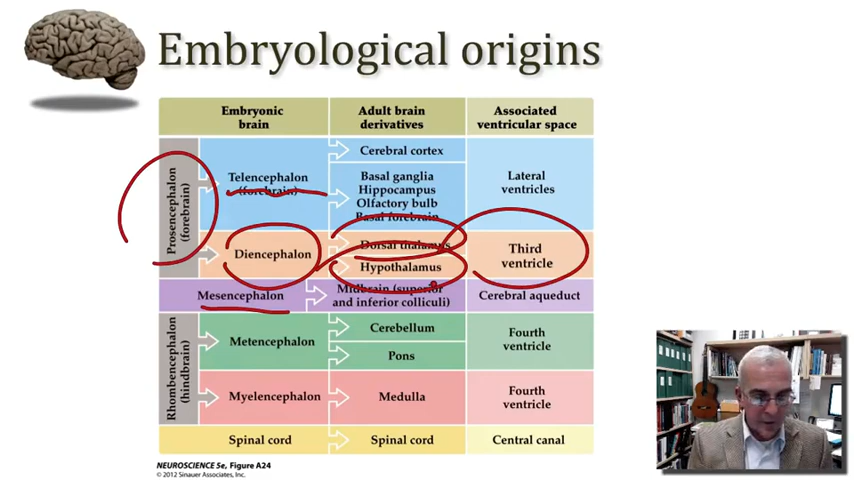 Embryological origins
Embryonic
brain
Adult brain
derivatives
Associated
ventricular space
Prosencephalon
(forebrain)
Telencephalon
(forebrain)
Cerebral cortex
Basal ganglia
Hippocampus
Olfactory bulb
Basal forebrain
Lateral
ventricles
Diencephalon
Dorsal thalamus
Hypothalamus
Third
ventricle
Mesencephalon
Midbrain (superior
and inferior colliculi)
Cerebral aqueduct
Rhombencephalon
(hindbrain)
Metencephalon
Cerebellum
Pons
Fourth
ventricle
Myelencephalon
Medulla
Fourth
ventricle
Spinal cord
Spinal cord
Central canal
NEUROSCIENCE 5e, Figure A24
© 2012 Sinauer Associates, Inc.